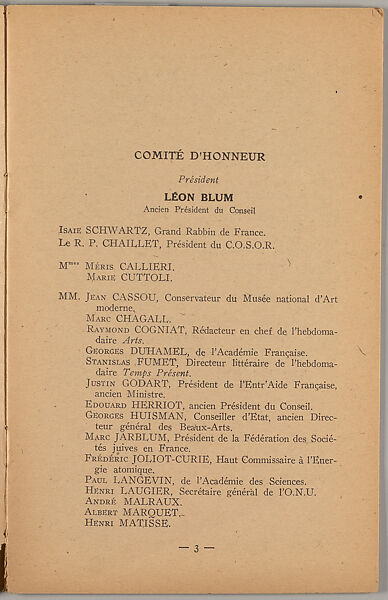 COMITÉ D'HONNEUR
Président
LÉON BLUM
Ancien Président du Conseil
Isaie SCHWARTZ, Grand Rabbin de France.
Le R. P. CHAILLET, Président du C.O.S.O.R.
Mmes Méris CALLIERI.
Marie CUTTOLI.
MM. Jean CASSOU, Conservateur du Musée national d'Art
moderne.
Marc CHAGALL.
Raymond COGNIAT, Rédacteur en chef de l'hebdoma-
daire Arts.
Georges DUHAMEL, de l'Académie Française.
Stanislas FUMET, Directeur littéraire de l'hebdoma-
daire Temps Présent.
Justin GODART, Président de l'Entr'Aide Française,
ancien Ministre.
Edouard HERRIOT, ancien Président du Conseil.
Georges HUISMAN, Conseiller d'Etat, ancien Direc-
teur général des Beaux-Arts.
Marc JARBLUM, Président de la Fédération des Socié-
tés juives en France.
Frédéric JOLIOT-CURIE, Haut Commissaire à l'Ener-
gie atomique.
Paul LANGEVIN, de l'Académie des Sciences.
Henri LAUGIER, Secrétaire général de l'O.N.U.
André MALRAUX.
Albert MARQUET.
Henri MATISSE.
— 3 —